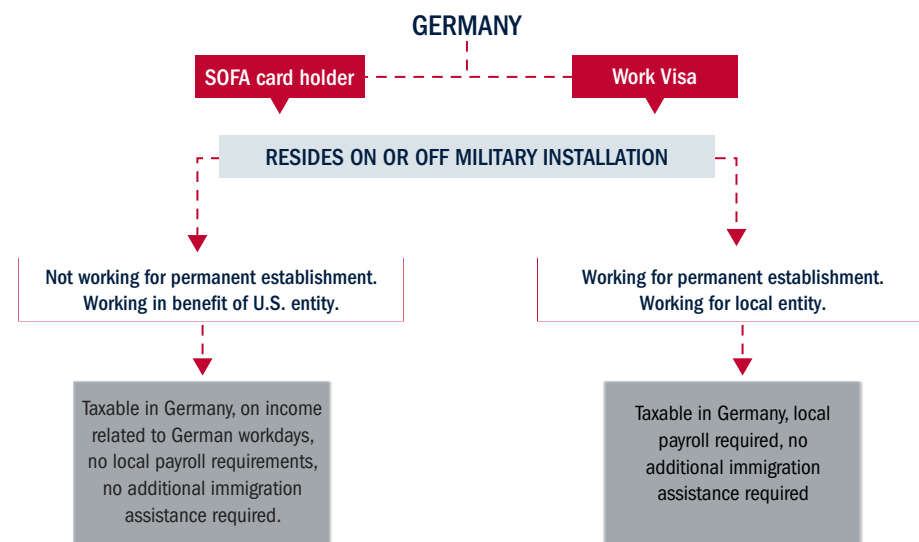 GERMANY
SOFA card holder
Work Visa
RESIDES ON OR OFF MILITARY INSTALLATION
Not working for permanent establishment.
Working in benefit of U.S. entity.
Working for permanent establishment.
Working for local entity.
Taxable in Germany, on income
related to German workdays,
no local payroll requirements,
no additional immigration
assistance required.
Taxable in Germany, local
payroll required, no
additional immigration
assistance required